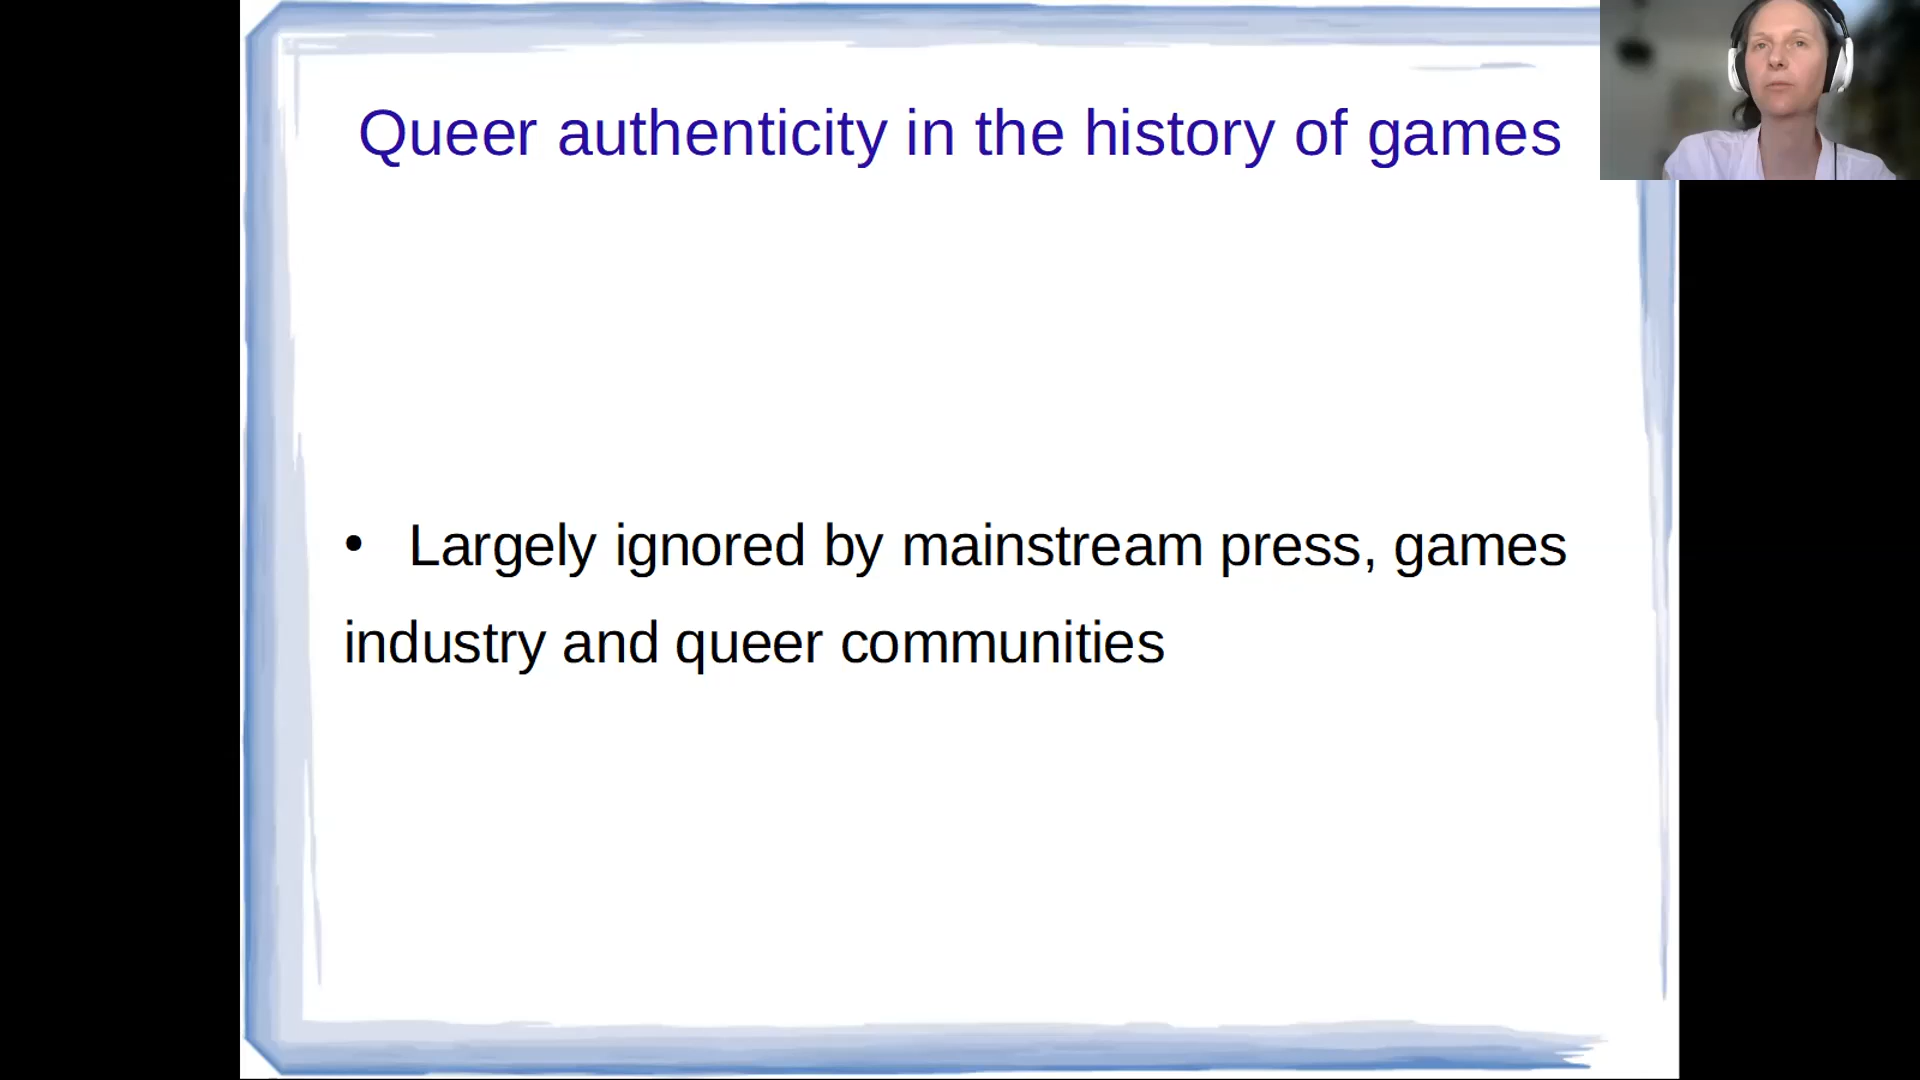 Queer authenticity in the history of games
• Largely ignored by mainstream press, games
industry and queer communities